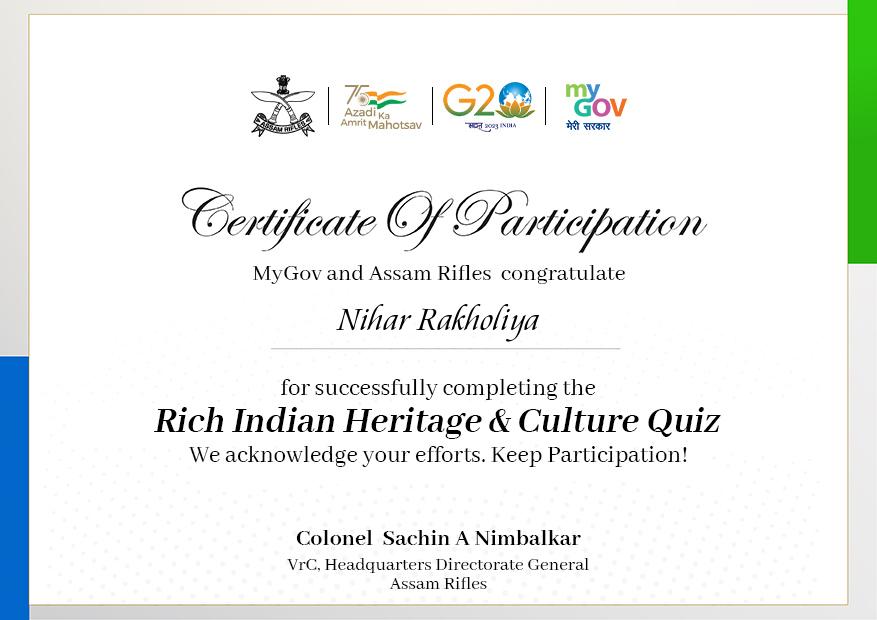 ASSAM RIFLES
75
Azadi Ka
Amrit Mahotsav
G20
भारत 2023 INDIA
my
GOV
मेरी सरकार
Certificate Of Participation
MyGov and Assam Rifles congratulate
Nihar Rakholiya
for successfully completing the
Rich Indian Heritage & Culture Quiz
We acknowledge your efforts. Keep Participation!
Colonel Sachin A Nimbalkar
VrC, Headquarters Directorate General
Assam Rifles